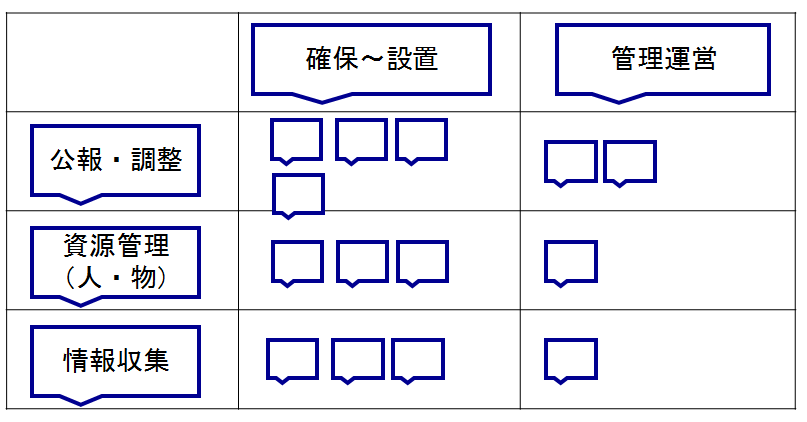 確保～設置
管理運営
公報・調整
資源管理
（人・物）
情報収集